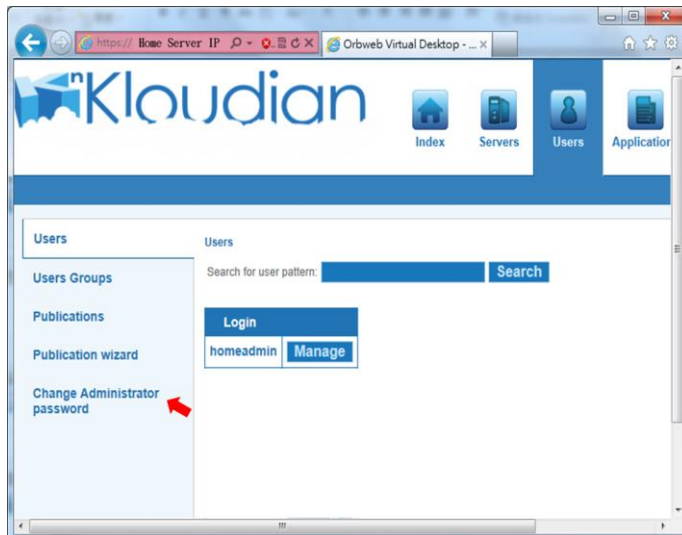 https:// Home Server IP
Orbweb Virtual Desktop - ...
nKloudian
Index
Servers
Users
Application
Users
Users Groups
Publications
Publication wizard
Change Administrator
password
Users
Search for user pattern:
Search
Login
homeadmin
Manage